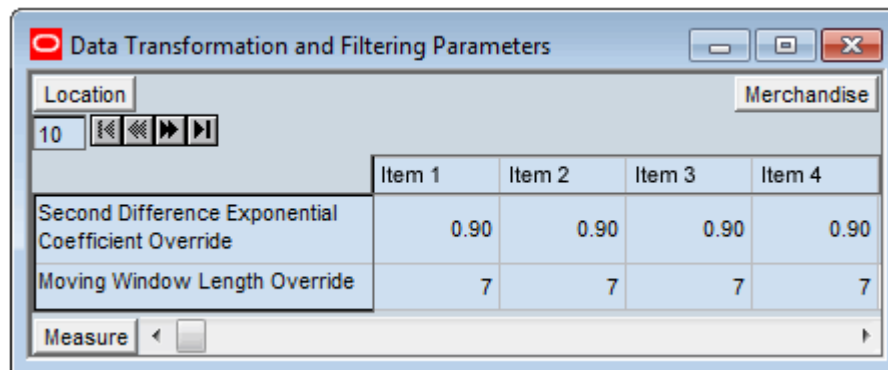 Data Transformation and Filtering Parameters
Location
Merchandise
10
Item 1 Item 2 Item 3 Item 4
Second Difference Exponential
Coefficient Override 0.90 0.90 0.90 0.90
Moving Window Length Override 7 7 7 7
Measure